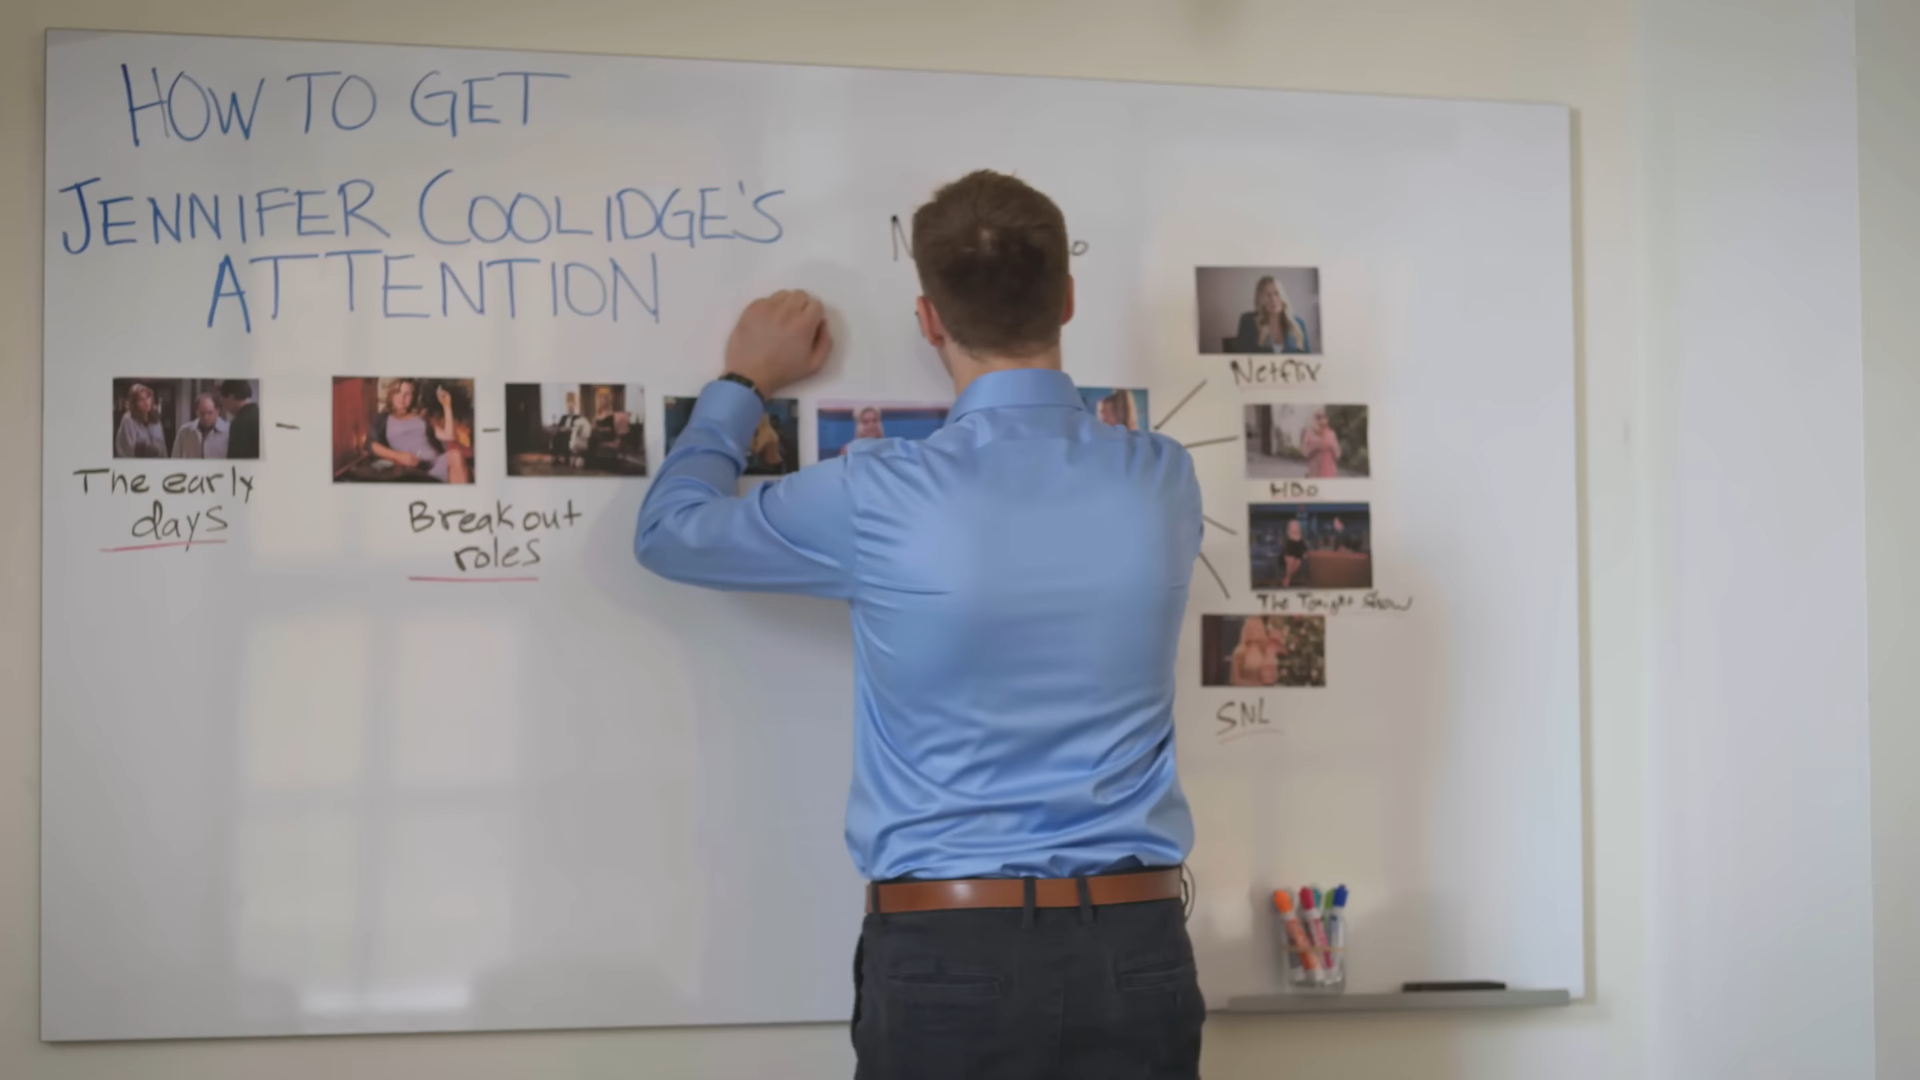 HOW TO GET
JENNIFER COOLIDGE'S
ATTENTION
The early
days
Breakout
roles
Netflix
HBO
The Tonight Show
SNL